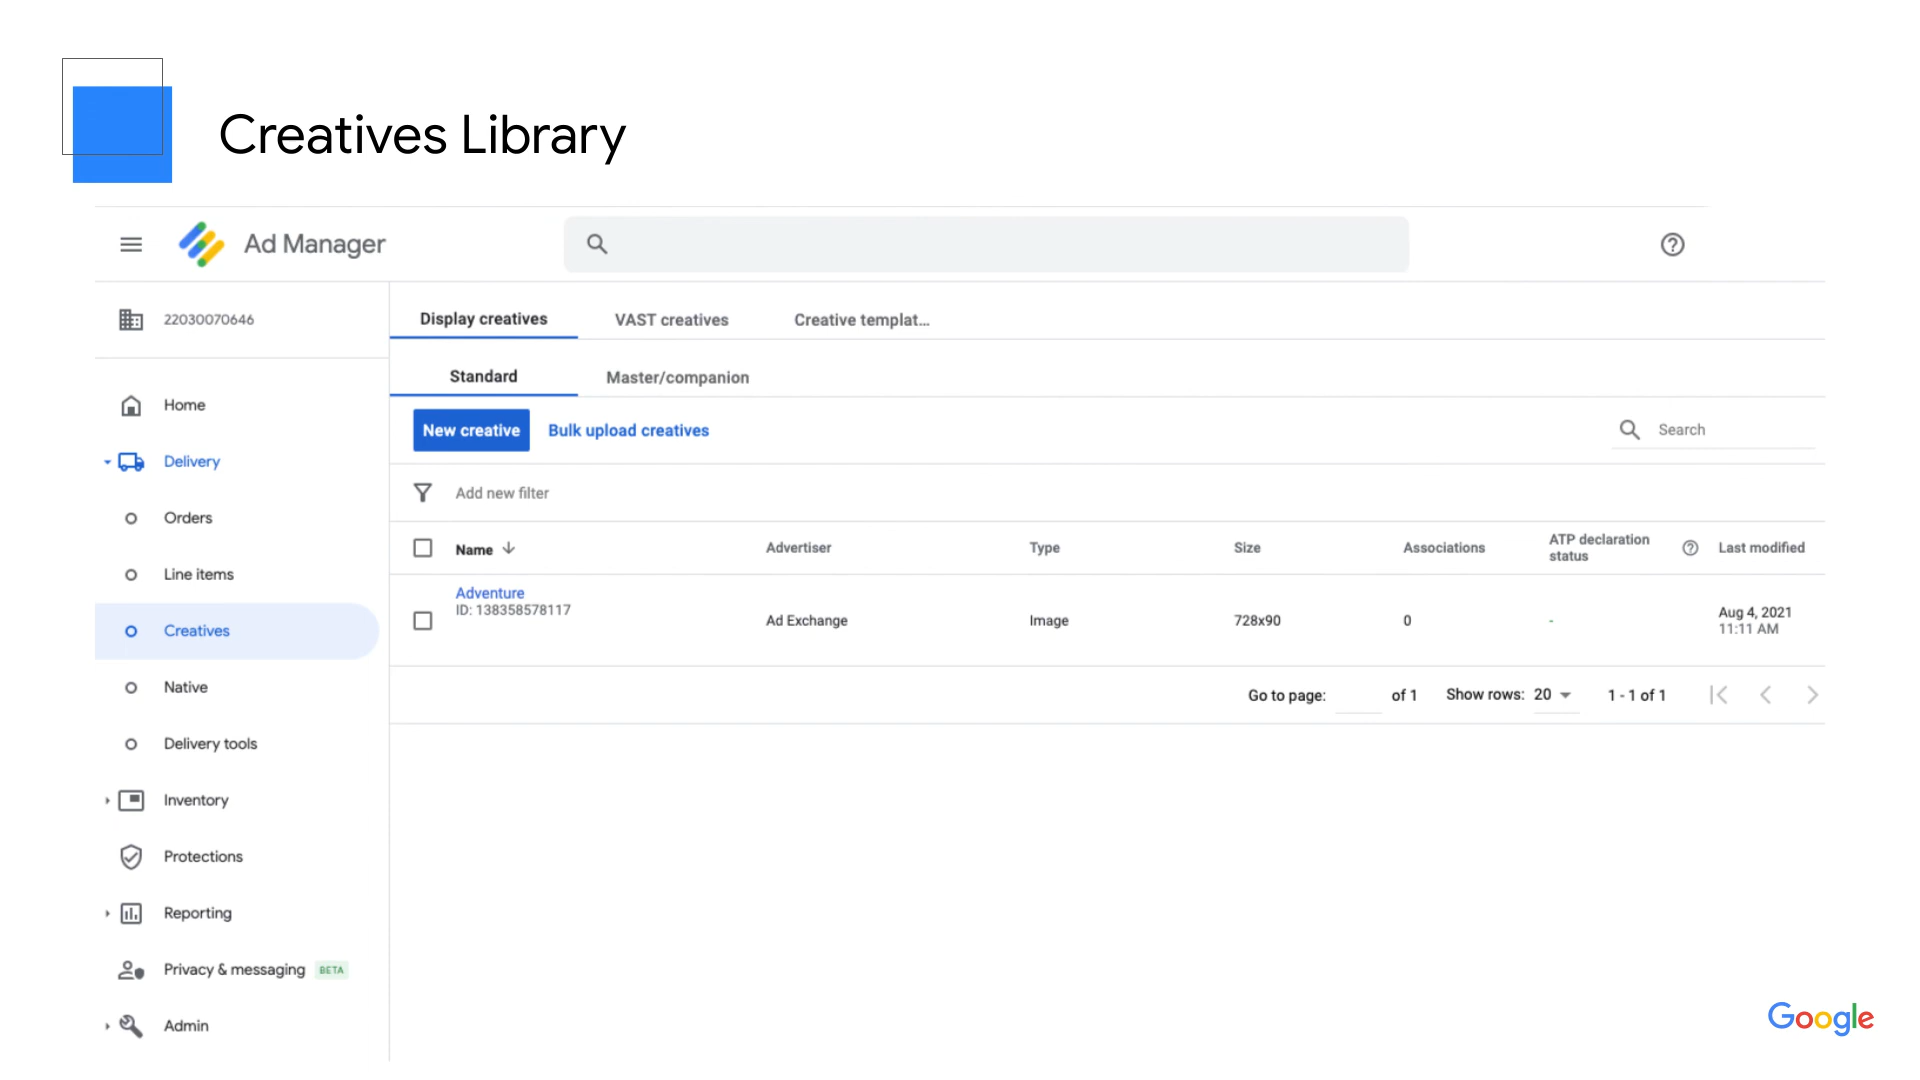 Creatives Library
Ad Manager
22030070646
Display creatives
VAST creatives
Creative templat...
Home
Standard
Master/companion
New creative
Bulk upload creatives
Search
Delivery
Add new filter
Orders
Name
Advertiser
Type
Size
Associations
ATP declaration
status
Last modified
Line items
Adventure
ID: 138358578117
Ad Exchange
Image
728x90
0
-
Aug 4, 2021
11:11 AM
Creatives
Native
Go to page:
of 1
Show rows: 20
1 - 1 of 1
Delivery tools
Inventory
Protections
Reporting
Privacy & messaging BETA
Admin
Google